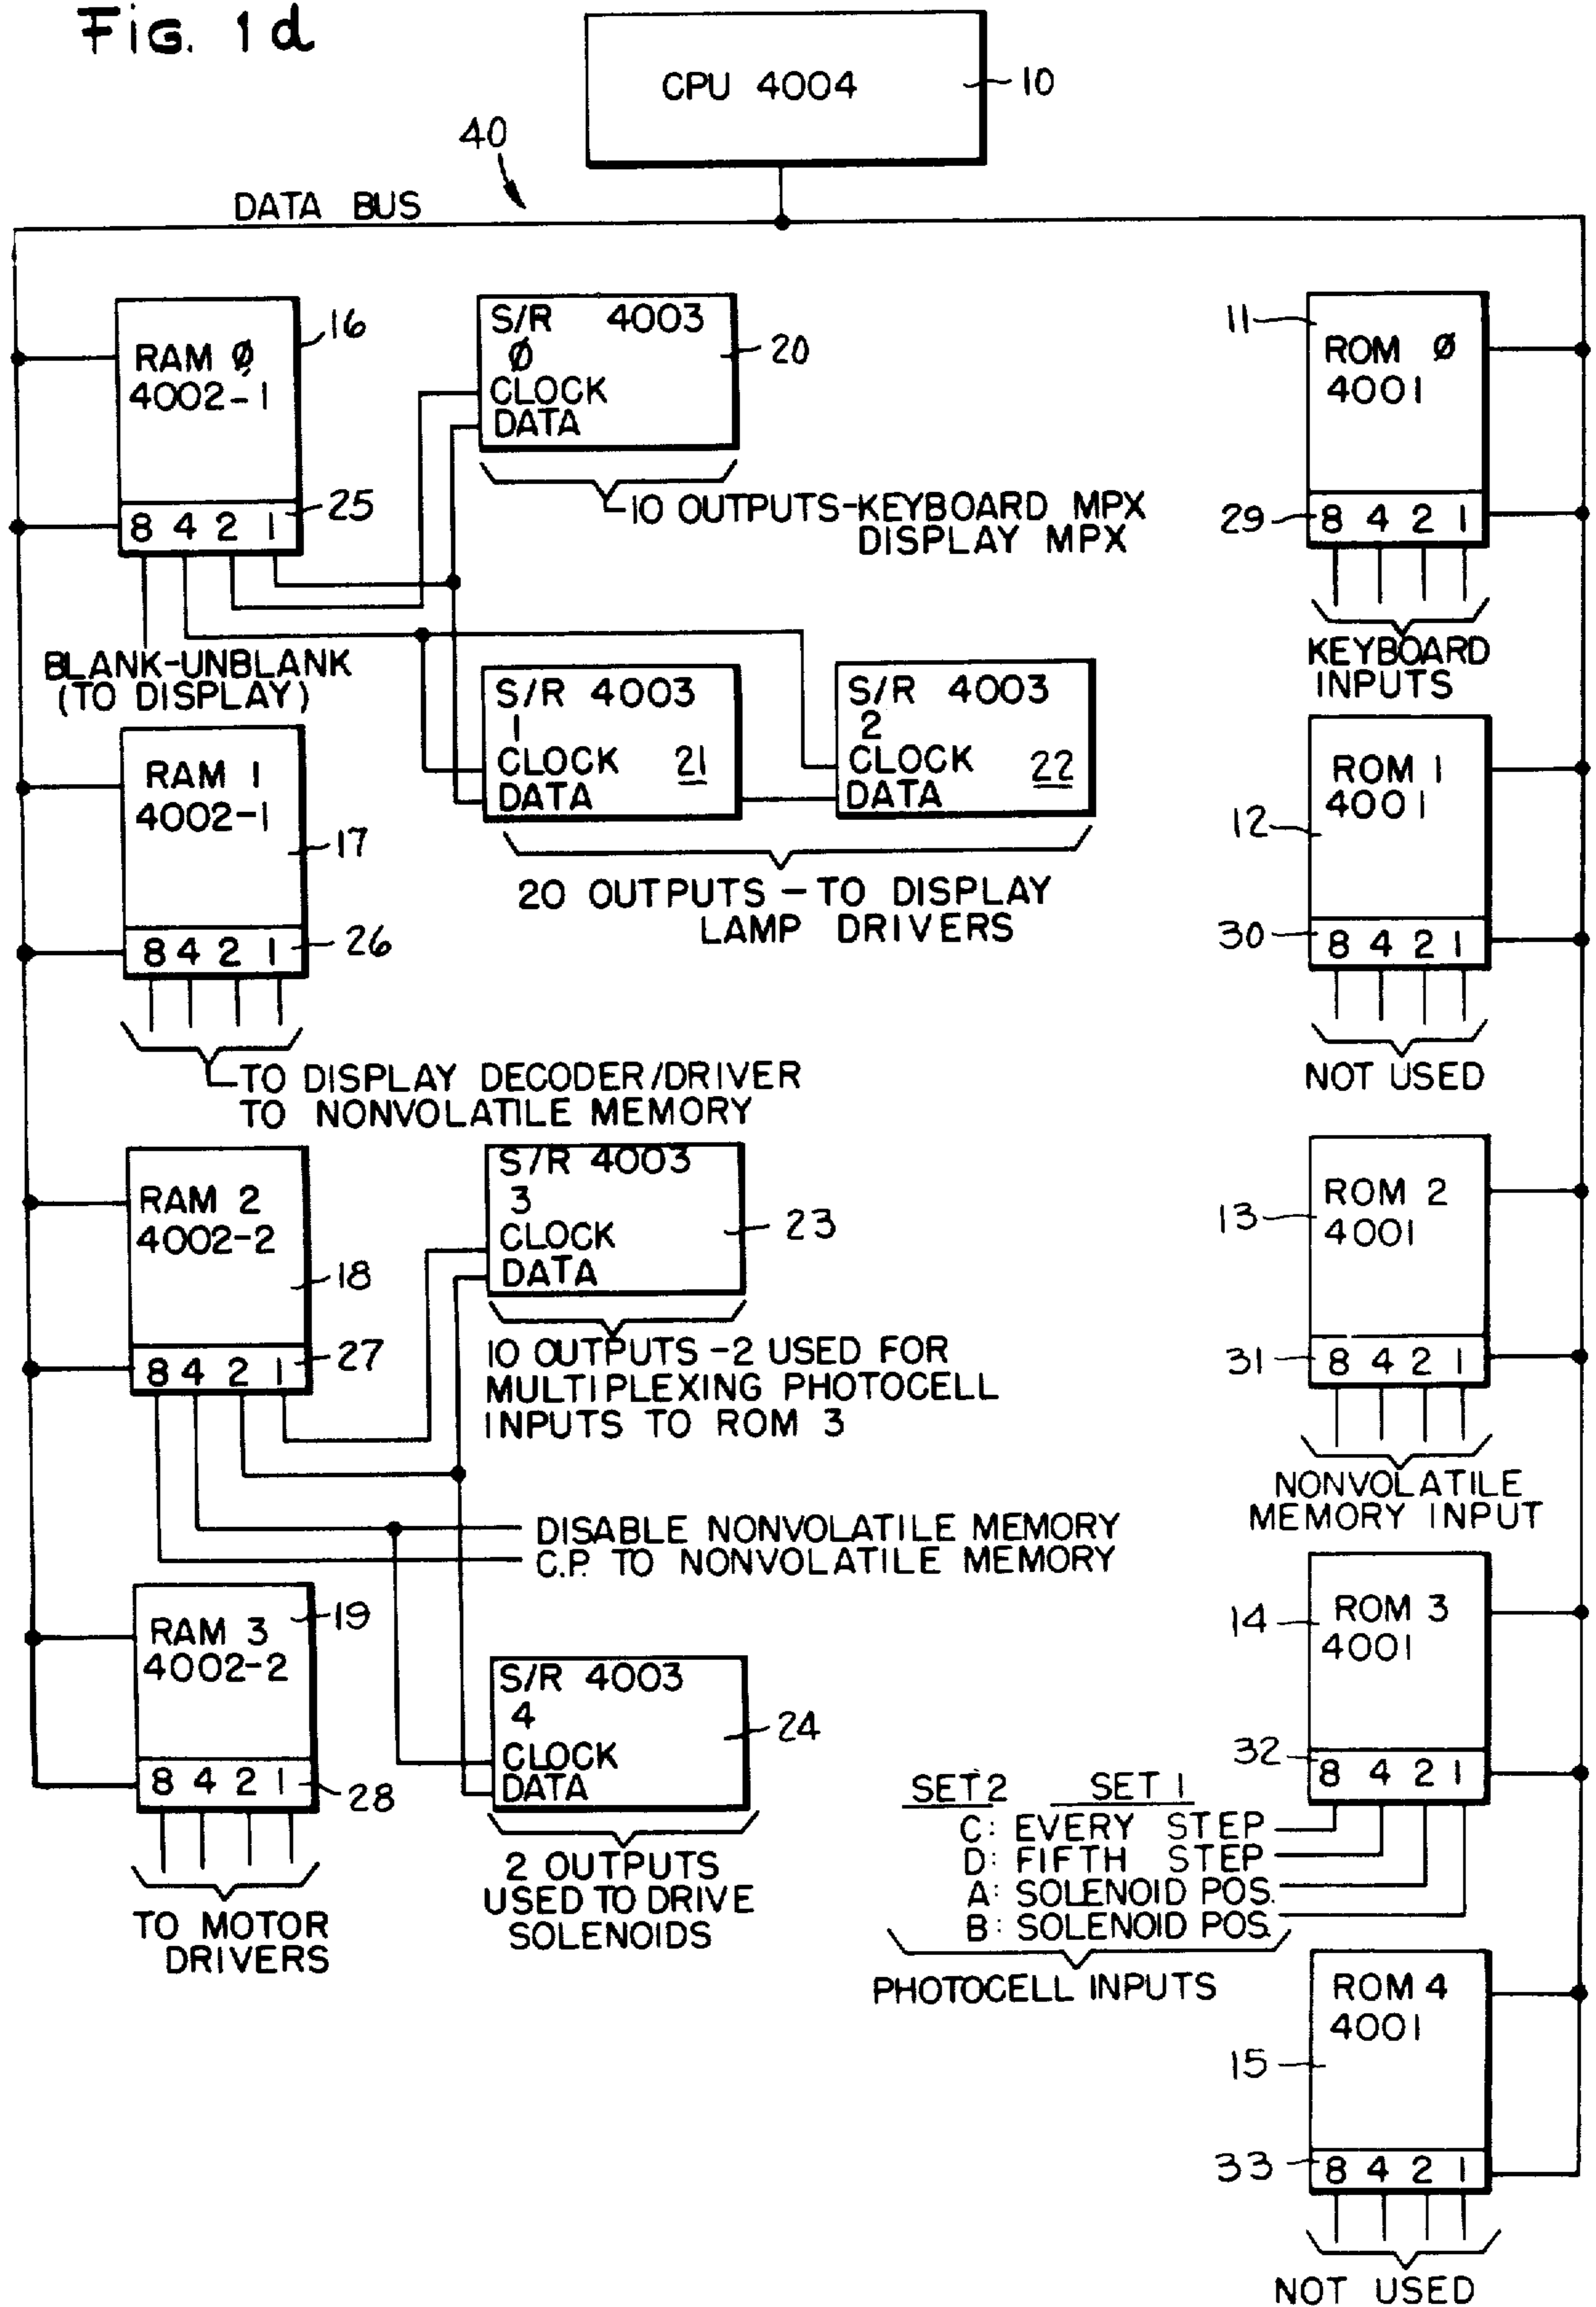 Fig. 1d
CPU 4004
10
40
DATA BUS
RAM Ø
4002-1
16
8 4 2 1
25
BLANK-UNBLANK
(TO DISPLAY)
S/R 4003
Ø
CLOCK
DATA
20
10 OUTPUTS-KEYBOARD MPX
DISPLAY MPX
S/R 4003
1
CLOCK
DATA
21
S/R 4003
2
CLOCK
DATA
22
20 OUTPUTS - TO DISPLAY
LAMP DRIVERS
RAM 1
4002-1
17
8 4 2 1
26
TO DISPLAY DECODER/DRIVER
TO NONVOLATILE MEMORY
RAM 2
4002-2
18
8 4 2 1
27
S/R 4003
3
CLOCK
DATA
23
10 OUTPUTS -2 USED FOR
MULTIPLEXING PHOTOCELL
INPUTS TO ROM 3
DISABLE NONVOLATILE MEMORY
C.P. TO NONVOLATILE MEMORY
RAM 3
4002-2
19
8 4 2 1
28
TO MOTOR
DRIVERS
S/R 4003
4
CLOCK
DATA
24
2 OUTPUTS
USED TO DRIVE
SOLENOIDS
11
ROM Ø
4001
29
8 4 2 1
KEYBOARD
INPUTS
ROM 1
4001
12
30
8 4 2 1
NOT USED
ROM 2
4001
13
31
8 4 2 1
NONVOLATILE
MEMORY INPUT
ROM 3
4001
14
32
8 4 2 1
SET 2 SET 1
C: EVERY STEP
D: FIFTH STEP
A: SOLENOID POS.
B: SOLENOID POS.
PHOTOCELL INPUTS
ROM 4
4001
15
33
8 4 2 1
NOT USED